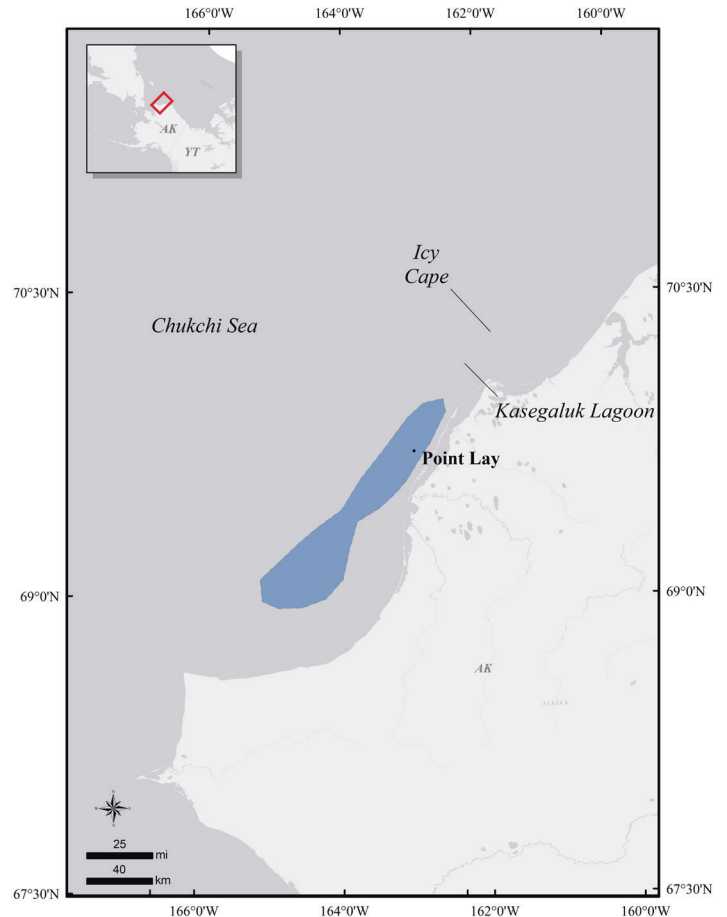 166°0'W 164°0'W 162°0'W 160°0'W
AK
YT
Icy
Cape
70°30'N 70°30'N
Chukchi Sea
Kasegaluk Lagoon
Point Lay
69°0'N 69°0'N
AK
ALASKA
25
mi
40
km
67°30'N 67°30'N
166°0'W 164°0'W 162°0'W 160°0'W